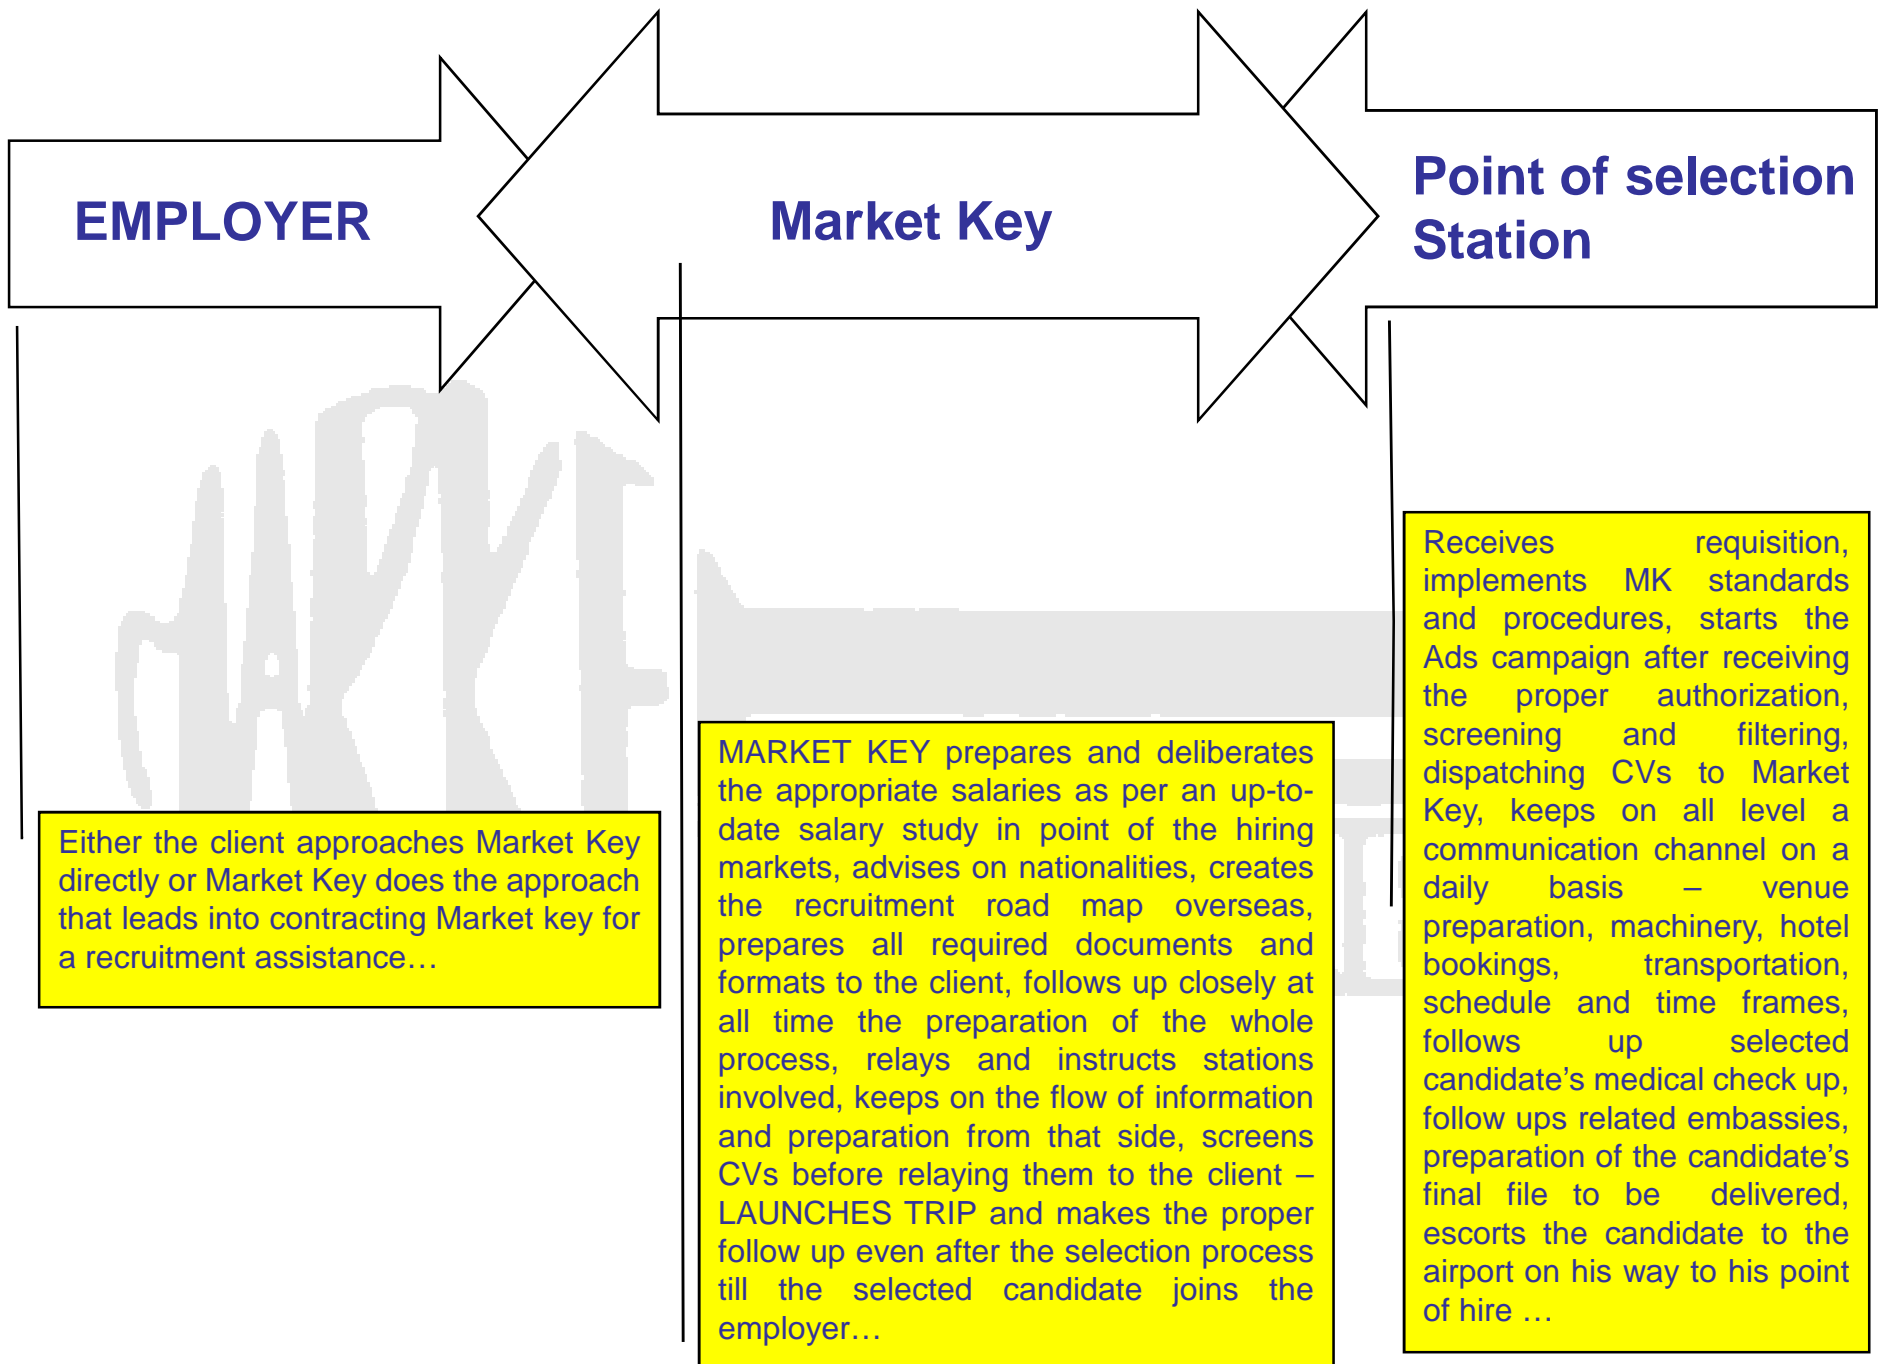 EMPLOYER
Market Key
Point of selection
Station
Either the client approaches Market Key
directly or Market Key does the approach
that leads into contracting Market key for
a recruitment assistance…
MARKET KEY prepares and deliberates
the appropriate salaries as per an up-to-
date salary study in point of the hiring
markets, advises on nationalities, creates
the recruitment road map overseas,
prepares all required documents and
formats to the client, follows up closely at
all time the preparation of the whole
process, relays and instructs stations
involved, keeps on the flow of information
and preparation from that side, screens
CVs before relaying them to the client –
LAUNCHES TRIP and makes the proper
follow up even after the selection process
till the selected candidate joins the
employer…
Receives requisition,
implements MK standards
and procedures, starts the
Ads campaign after receiving
the proper authorization,
screening and filtering,
dispatching CVs to Market
Key, keeps on all level a
communication channel on a
daily basis – venue
preparation, machinery, hotel
bookings, transportation,
schedule and time frames,
follows up selected
candidate's medical check up,
follow ups related embassies,
preparation of the candidate's
final file to be delivered,
escorts the candidate to the
airport on his way to his point
of hire …